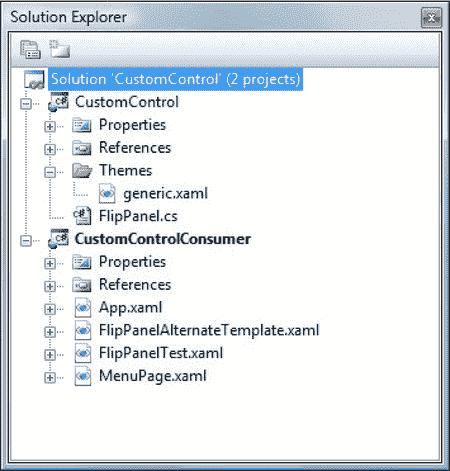 Solution Explorer
Solution 'CustomControl' (2 projects)
CustomControl
Properties
References
Themes
generic.xaml
FlipPanel.cs
CustomControlConsumer
Properties
References
App.xaml
FlipPanelAlternateTemplate.xaml
FlipPanelTest.xaml
MenuPage.xaml